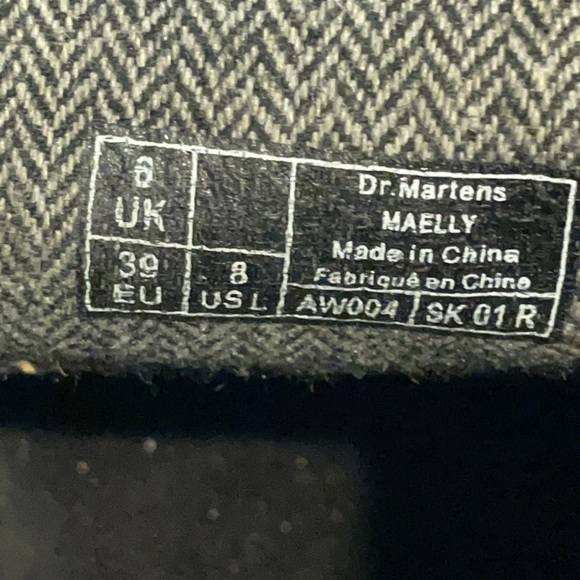 6
UK
39
EU
8
US L
Dr.Martens
MAELLY
Made in China
Fabriqué en Chine
AW004
SK 01 R